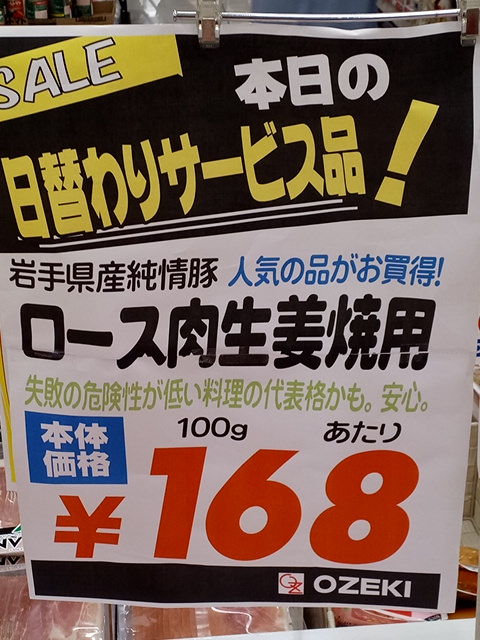 SALE
本日の
日替わりサービス品!
岩手県産純情豚 人気の品がお買得!
ロース肉生姜焼用
失敗の危険性が低い料理の代表格かも。安心。
本体
価格
100g あたり
¥168
OZ OZEKI